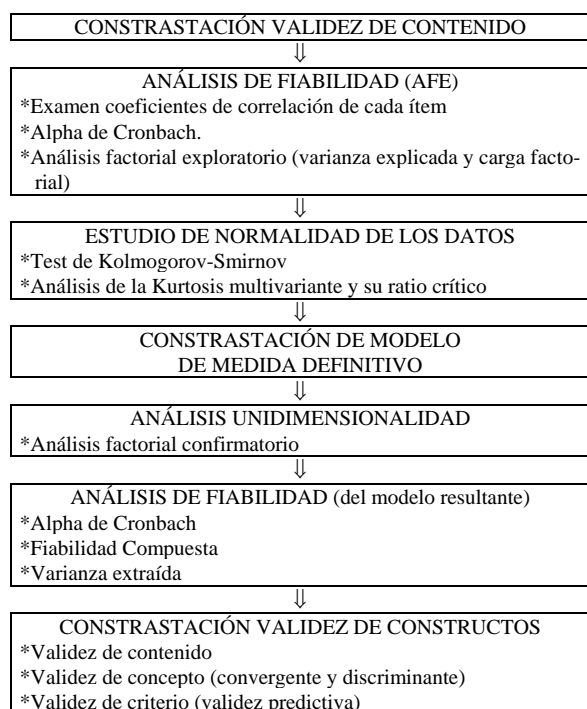 CONSTRASTACIÓN VALIDEZ DE CONTENIDO
⇓
ANÁLISIS DE FIABILIDAD (AFE)
*Examen coeficientes de correlación de cada ítem
*Alpha de Cronbach.
*Análisis factorial exploratorio (varianza explicada y carga facto-
rial)
⇓
ESTUDIO DE NORMALIDAD DE LOS DATOS
*Test de Kolmogorov-Smirnov
*Análisis de la Kurtosis multivariante y su ratio crítico
⇓
CONSTRASTACIÓN DE MODELO
DE MEDIDA DEFINITIVO
⇓
ANÁLISIS UNIDIMENSIONALIDAD
*Análisis factorial confirmatorio
⇓
ANÁLISIS DE FIABILIDAD (del modelo resultante)
*Alpha de Cronbach
*Fiabilidad Compuesta
*Varianza extraída
⇓
CONSTRASTACIÓN VALIDEZ DE CONSTRUCTOS
*Validez de contenido
*Validez de concepto (convergente y discriminante)
*Validez de criterio (validez predictiva)